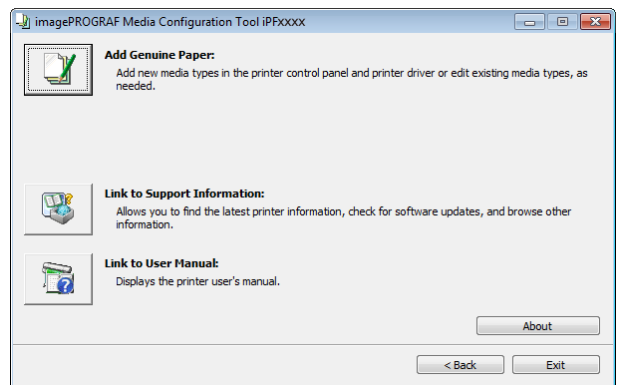 imagePROGRAF Media Configuration Tool iPFxxxx
Add Genuine Paper:
Add new media types in the printer control panel and printer driver or edit existing media types, as
needed.
Link to Support Information:
Allows you to find the latest printer information, check for software updates, and browse other
information.
Link to User Manual:
Displays the printer user's manual.
About
< Back
Exit